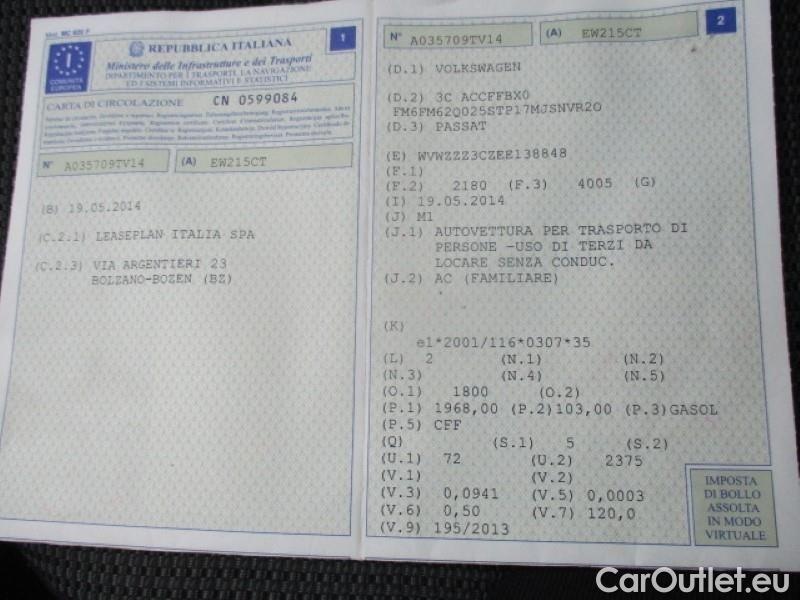 Mod. MC 820 F
1
I
COMUNITÀ
EUROPEA
REPUBBLICA ITALIANA
Ministero delle Infrastrutture e dei Trasporti
DIPARTIMENTO PER I TRASPORTI, LA NAVIGAZIONE
ED I SISTEMI INFORMATIVI E STATISTICI
CARTA DI CIRCOLAZIONE CN 0599084
N° A035709TV14 (A) EW215CT
(B) 19.05.2014
(C.2.1) LEASEPLAN ITALIA SPA
(C.2.3) VIA ARGENTIERI 23
BOLZANO-BOZEN (BZ)
2
N° A035709TV14 (A) EW215CT
(D.1) VOLKSWAGEN
(D.2) 3C ACCFFBX0
FM6FM62Q025STP17MJSNVR2O
(D.3) PASSAT
(E) WVWZZZ3CZEE138848
(F.1)
(F.2) 2180 (F.3) 4005 (G)
(I) 19.05.2014
(J) M1
(J.1) AUTOVETTURA PER TRASPORTO DI
PERSONE -USO DI TERZI DA
LOCARE SENZA CONDUC.
(J.2) AC (FAMILIARE)
(K)
e1*2001/116*0307*35
(L) 2 (N.1) (N.2)
(N.3) (N.4) (N.5)
(O.1) 1800 (O.2)
(P.1) 1968,00 (P.2)103,00 (P.3)GASOL
(P.5) CFF
(Q) (S.1) 5 (S.2)
(U.1) 72 (U.2) 2375
(V.1) (V.2)
(V.3) 0,0941 (V.5) 0,0003
(V.6) 0,50 (V.7) 120,0
(V.9) 195/2013
IMPOSTA
DI BOLLO
ASSOLTA
IN MODO
VIRTUALE
CarOutlet.eu